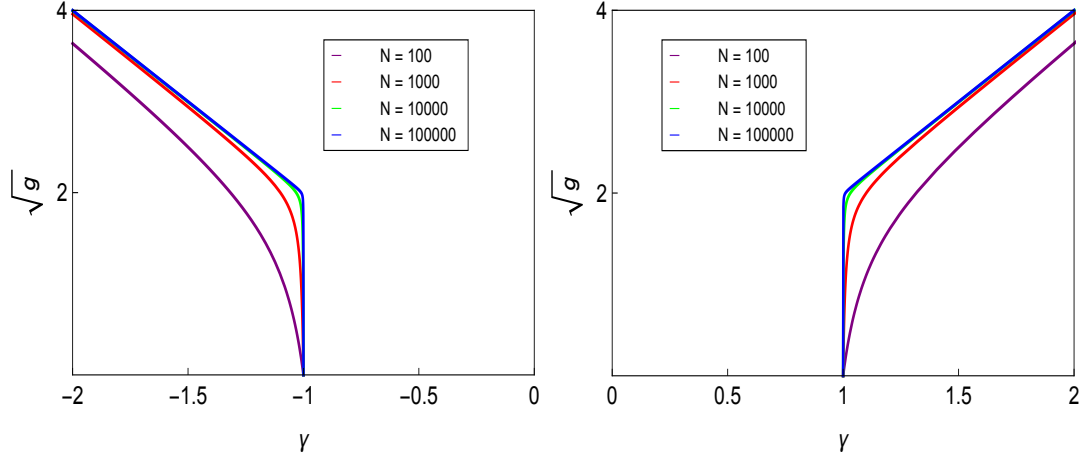 4
2
√g
N = 100
N = 1000
N = 10000
N = 100000
−2
−1.5
−1
−0.5
0
γ
4
2
√g
N = 100
N = 1000
N = 10000
N = 100000
0
0.5
1
1.5
2
γ